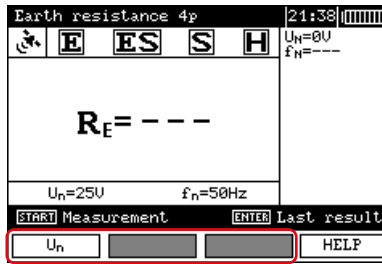 Earth resistance 4p 21:38
E ES S H
UN=0V
fN=---
RE= - - -
Un=25V fn=50Hz
START Measurement ENTER Last result
Un HELP